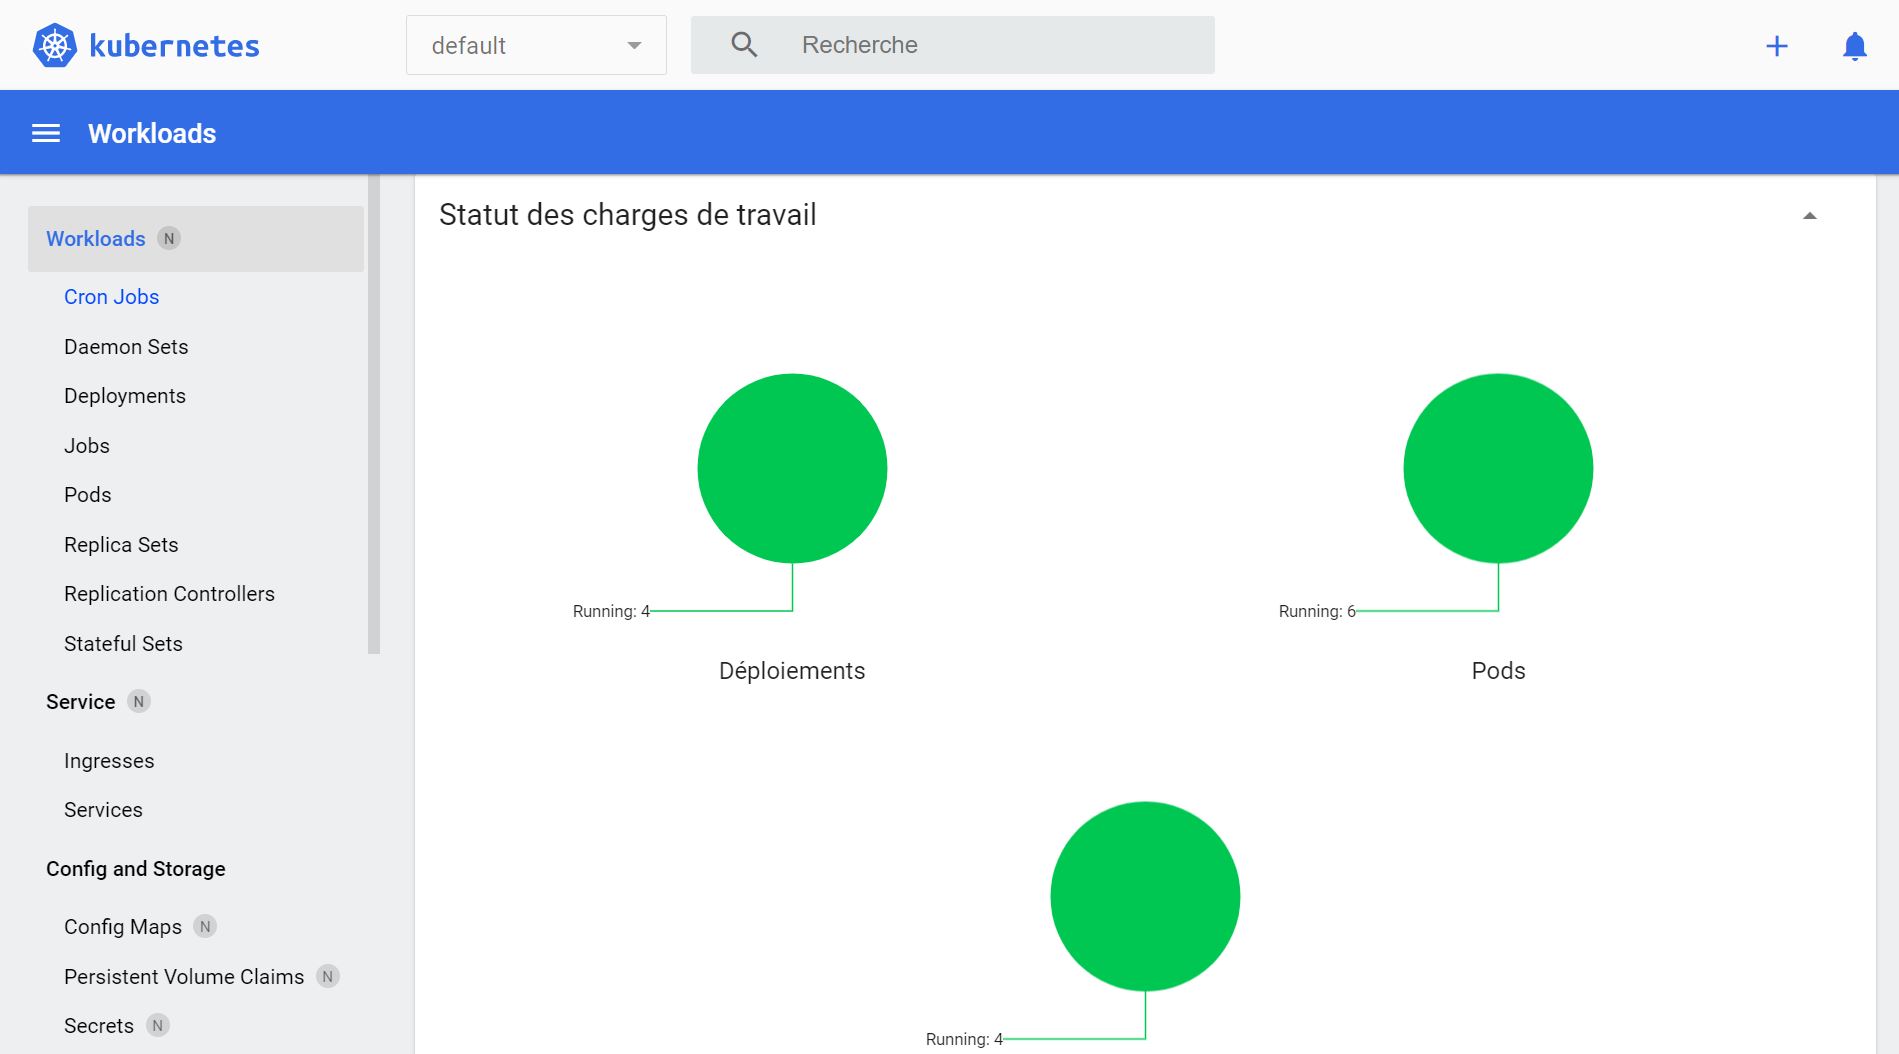 kubernetes
default
Recherche
Workloads
Workloads N
Cron Jobs
Daemon Sets
Deployments
Jobs
Pods
Replica Sets
Replication Controllers
Stateful Sets
Service N
Ingresses
Services
Config and Storage
Config Maps N
Persistent Volume Claims N
Secrets N
Statut des charges de travail
Running: 4
Déploiements
Running: 6
Pods
Running: 4